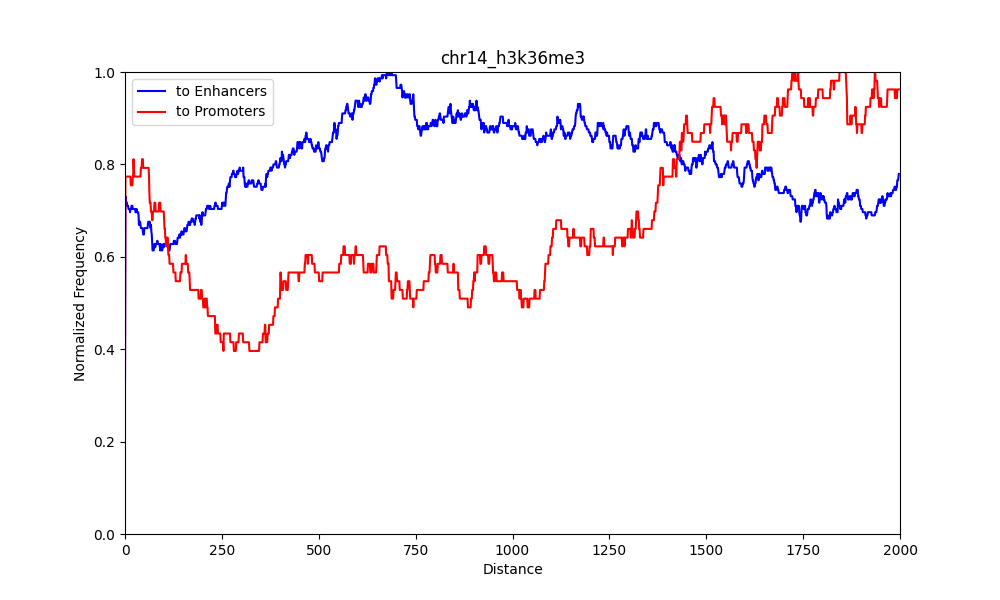 chr14_h3k36me3
to Enhancers
to Promoters
Normalized Frequency
1.0
0.8
0.6
0.4
0.2
0.0
0 250 500 750 1000 1250 1500 1750 2000
Distance